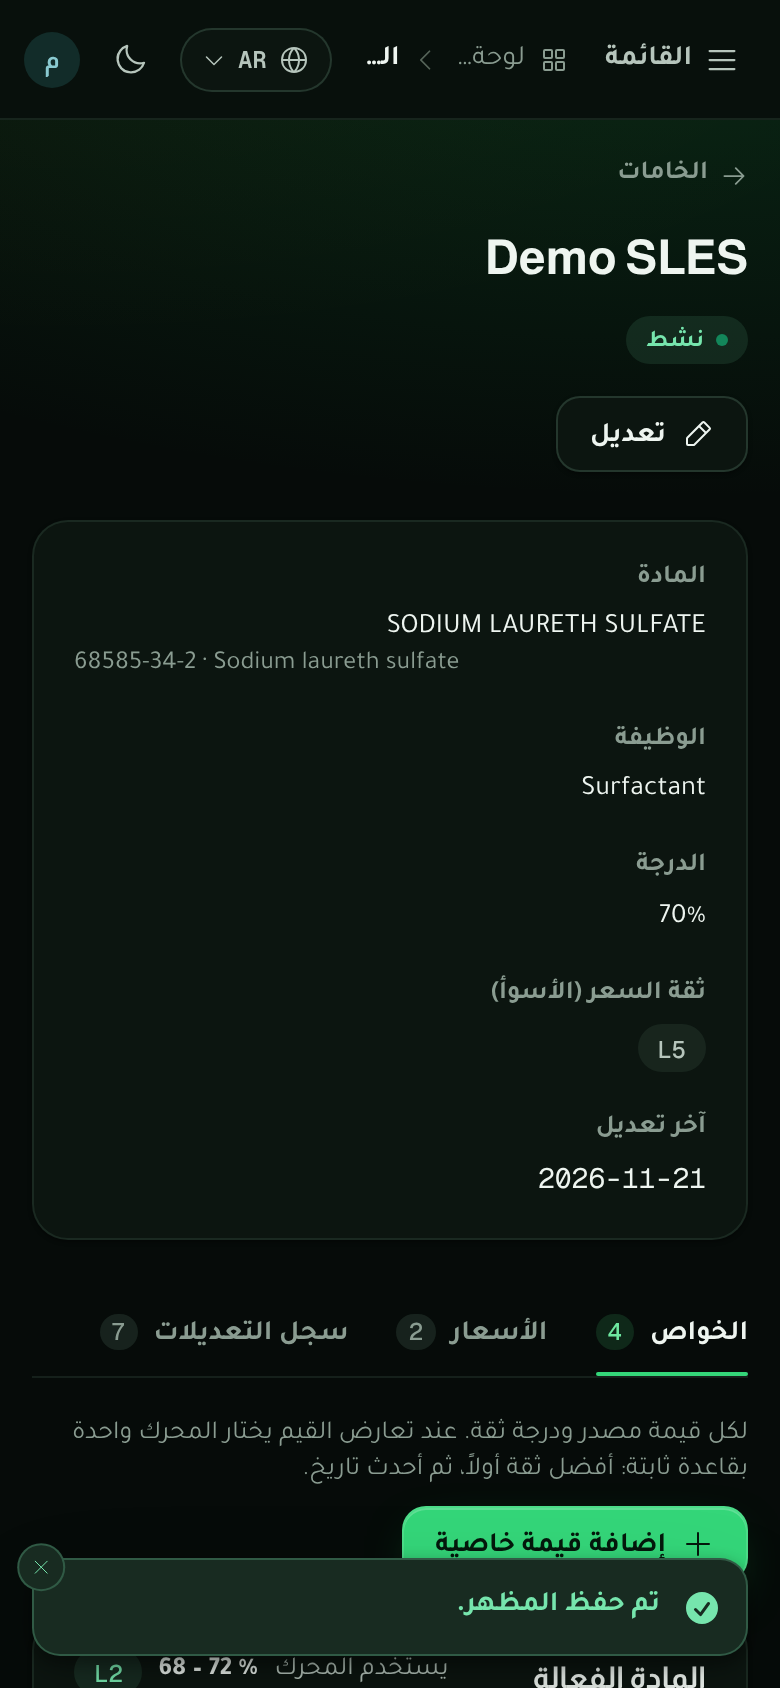 القائمة لوحة... الـ... AR م
الخامات
Demo SLES
نشط
تعديل
المادة
SODIUM LAURETH SULFATE
68585-34-2 · Sodium laureth sulfate
الوظيفة
Surfactant
الدرجة
70%
ثقة السعر (الأسوأ)
L5
آخر تعديل
2026-11-21
الخواص 4 الأسعار 2 سجل التعديلات 7
لكل قيمة مصدر ودرجة ثقة. عند تعارض القيم يختار المحرك واحدة
بقاعدة ثابتة: أفضل ثقة أولاً، ثم أحدث تاريخ.
إضافة قيمة خاصية
تم حفظ المظهر.
المادة الفعالة يستخدم المحرك 68 - 72 % L2